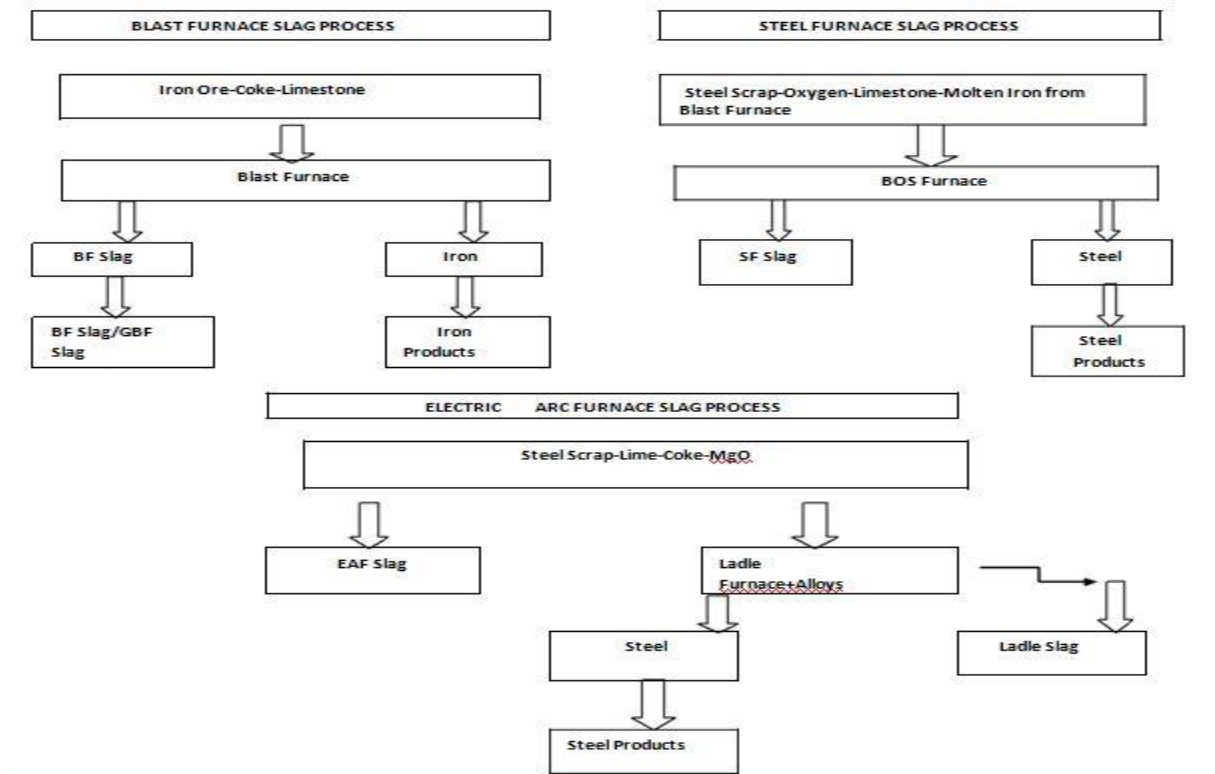 BLAST FURNACE SLAG PROCESS
Iron Ore-Coke-Limestone
Blast Furnace
BF Slag
Iron
BF Slag/GBF
Slag
Iron
Products
STEEL FURNACE SLAG PROCESS
Steel Scrap-Oxygen-Limestone-Molten Iron from
Blast Furnace
BOS Furnace
SF Slag
Steel
Steel
Products
ELECTRIC ARC FURNACE SLAG PROCESS
Steel Scrap-Lime-Coke-MgO
EAF Slag
Ladle
Furnace+Alloys
Steel
Ladle Slag
Steel Products